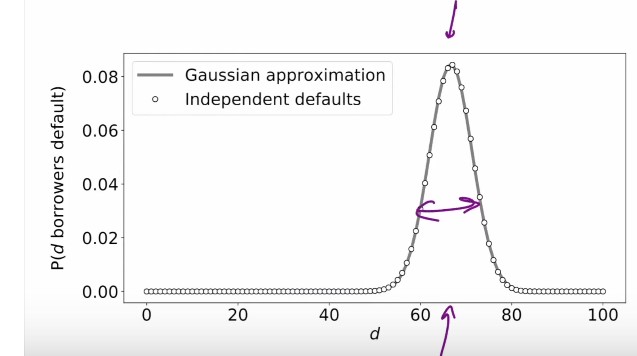 Gaussian approximation
Independent defaults
P(d borrowers default)
0.08
0.06
0.04
0.02
0.00
0 20 40 60 80 100
d